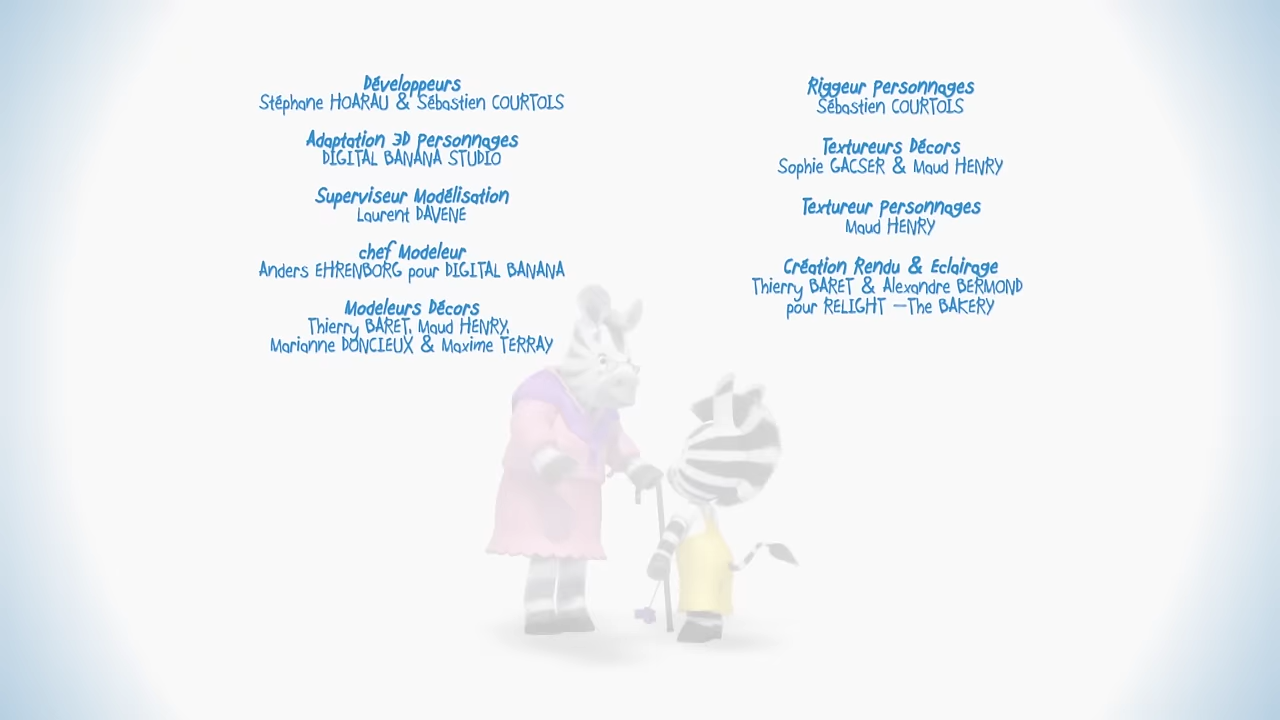 Développeurs
Stéphane HOARAU & Sébastien COURTOIS
Adaptation 3D Personnages
DIGITAL BANANA STUDIO
Superviseur Modélisation
Laurent DAVENE
chef Modeleur
Anders EHRENBORG pour DIGITAL BANANA
Modeleurs Décors
Thierry BARET, Maud HENRY,
Marianne DONCIEUX & Maxime TERRAY
Riggeur Personnages
Sébastien COURTOIS
Textureurs Décors
Sophie GACSER & Maud HENRY
Textureur Personnages
Maud HENRY
Création Rendu & Eclairage
Thierry BARET & Alexandre BERMOND
pour RELIGHT –The BAKERY